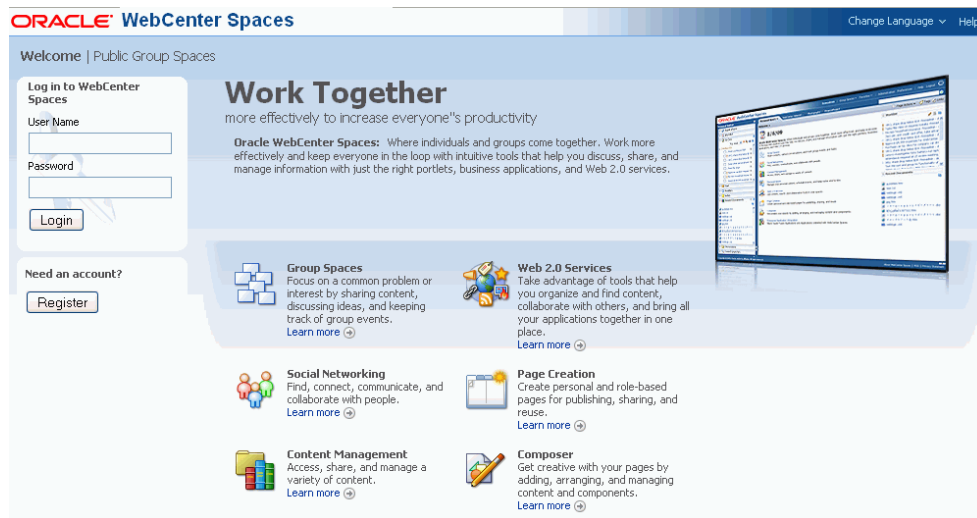 ORACLE WebCenter Spaces
Change Language
Help
Welcome | Public Group Spaces
Log in to WebCenter
Spaces
User Name
Password
Login
Need an account?
Register
Work Together
more effectively to increase everyone"s productivity
Oracle WebCenter Spaces: Where individuals and groups come together. Work more
effectively and keep everyone in the loop with intuitive tools that help you discuss, share, and
manage information with just the right portlets, business applications, and Web 2.0 services.
Group Spaces
Focus on a common problem or
interest by sharing content,
discussing ideas, and keeping
track of group events.
Learn more
Web 2.0 Services
Take advantage of tools that help
you organize and find content,
collaborate with others, and bring all
your applications together in one
place.
Learn more
Social Networking
Find, connect, communicate, and
collaborate with people.
Learn more
Page Creation
Create personal and role-based
pages for publishing, sharing, and
reuse.
Learn more
Content Management
Access, share, and manage a
variety of content.
Learn more
Composer
Get creative with your pages by
adding, arranging, and managing
content and components.
Learn more